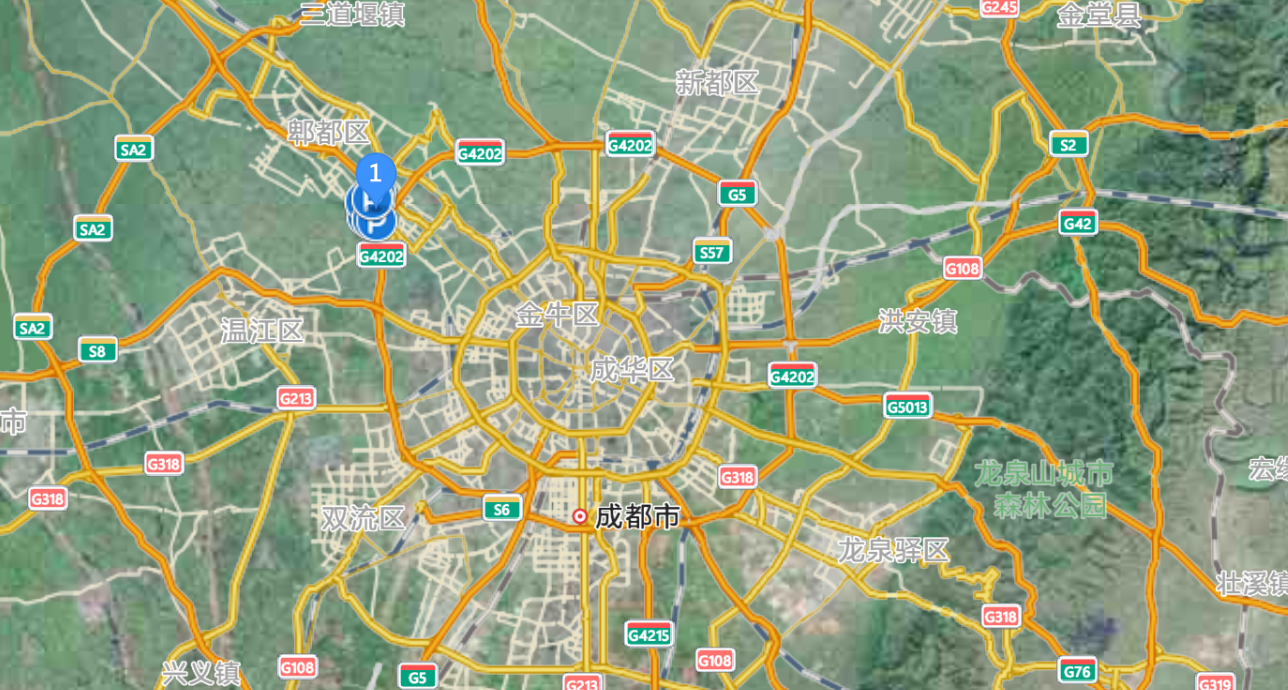 三道堰镇
G245
金堂县
新都区
郫都区
SA2
G4202
G4202
S2
1
P
G5
SA2
G42
G4202
S57
G108
金牛区
洪安镇
SA2
温江区
S8
成华区
G4202
G213
G5013
市
G318
G318
G318
龙泉山城市
森林公园
S6
双流区
成都市
龙泉驿区
壮溪镇
G318
G4215
G108
G108
兴义镇
G5
G76
G213
G319